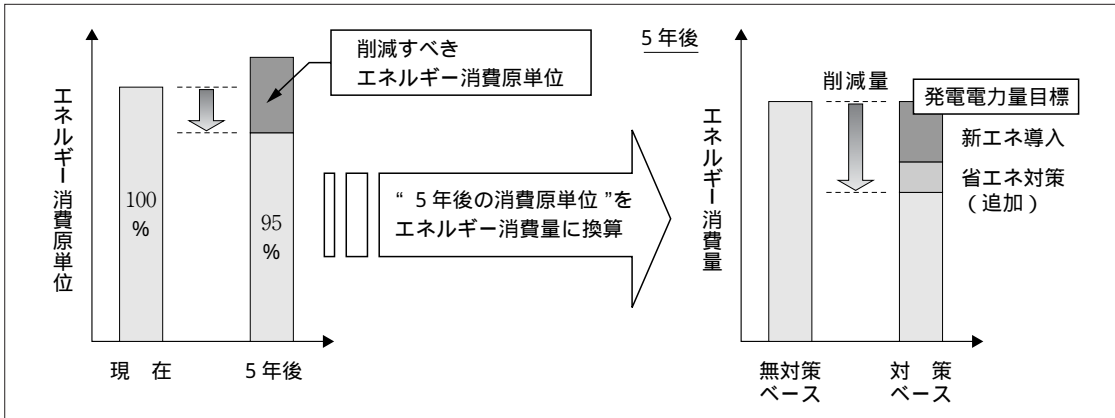 エネルギー消費原単位
100
%
95
%
現　在
5年後
削減すべき
エネルギー消費原単位
“5年後の消費原単位”を
エネルギー消費量に換算
5年後
エネルギー消費量
削減量
発電電力量目標
新エネ導入
省エネ対策
（追加）
無対策
ベース
対　策
ベース